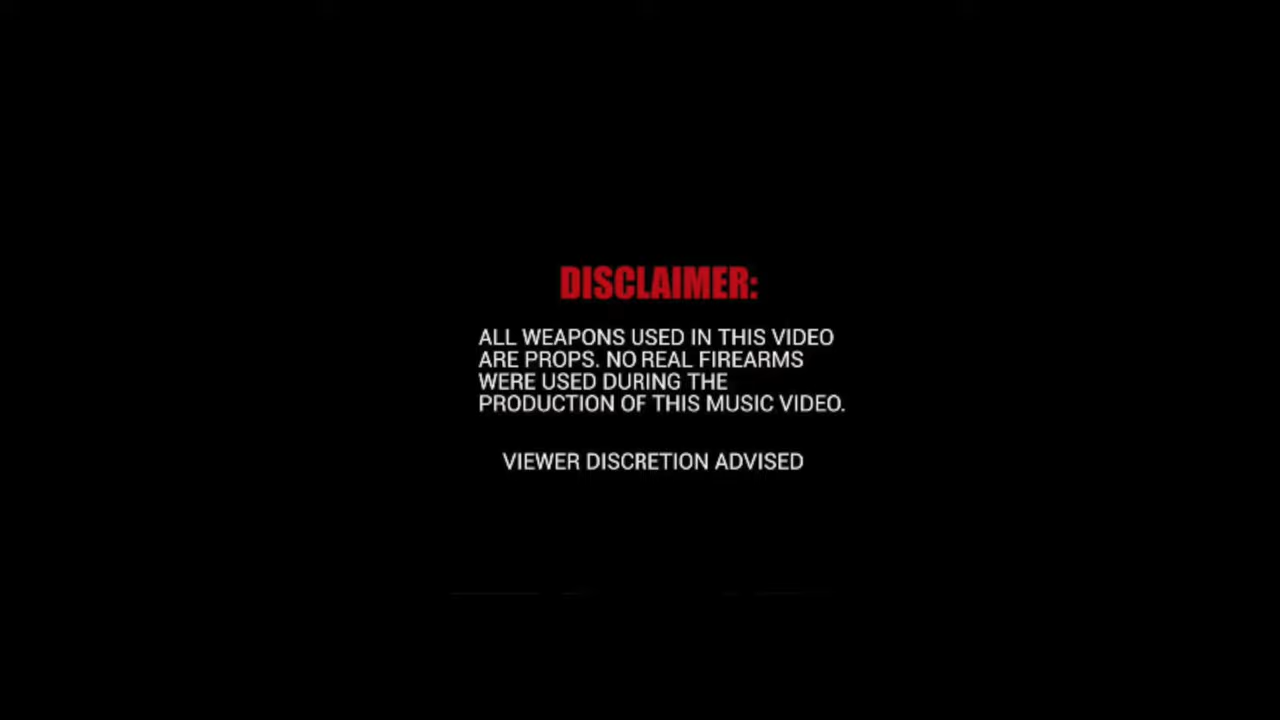 DISCLAIMER:
ALL WEAPONS USED IN THIS VIDEO
ARE PROPS. NO REAL FIREARMS
WERE USED DURING THE
PRODUCTION OF THIS MUSIC VIDEO.
VIEWER DISCRETION ADVISED